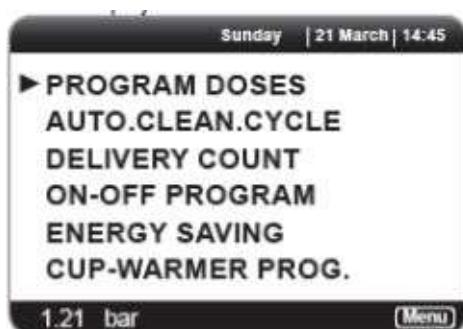 Sunday | 21 March | 14:45
▶ PROGRAM DOSES
AUTO.CLEAN.CYCLE
DELIVERY COUNT
ON-OFF PROGRAM
ENERGY SAVING
CUP-WARMER PROG.
1.21 bar Menu